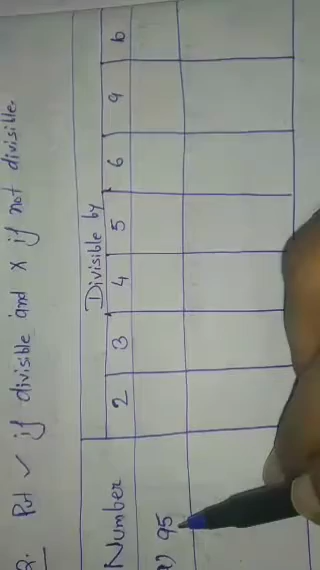 2. Put ✓ if divisible and X if not divisible.
Divisible by
Number 2 3 4 5 6 9 10
i) 95